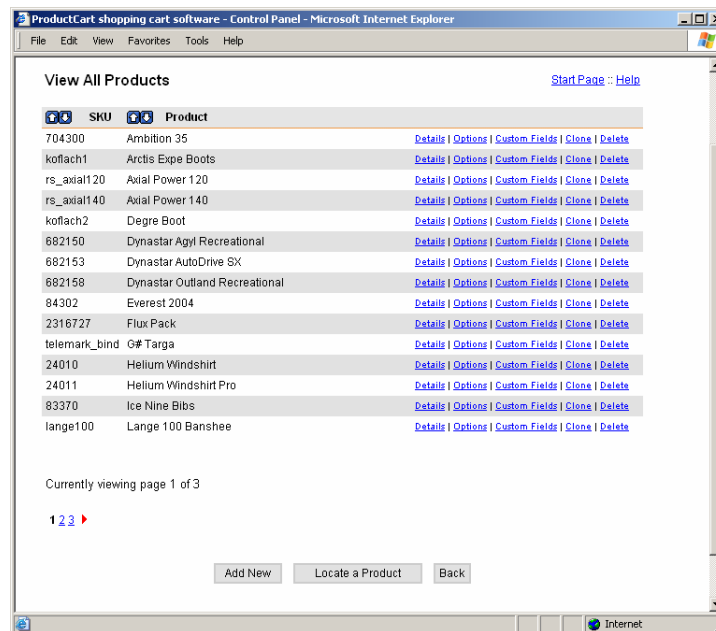 ProductCart shopping cart software - Control Panel - Microsoft Internet Explorer
File Edit View Favorites Tools Help
View All Products Start Page :: Help
SKU Product
704300 Ambition 35 Details | Options | Custom Fields | Clone | Delete
koflach1 Arctis Expe Boots Details | Options | Custom Fields | Clone | Delete
rs_axial120 Axial Power 120 Details | Options | Custom Fields | Clone | Delete
rs_axial140 Axial Power 140 Details | Options | Custom Fields | Clone | Delete
koflach2 Degre Boot Details | Options | Custom Fields | Clone | Delete
682150 Dynastar Agyl Recreational Details | Options | Custom Fields | Clone | Delete
682153 Dynastar AutoDrive SX Details | Options | Custom Fields | Clone | Delete
682158 Dynastar Outland Recreational Details | Options | Custom Fields | Clone | Delete
84302 Everest 2004 Details | Options | Custom Fields | Clone | Delete
2316727 Flux Pack Details | Options | Custom Fields | Clone | Delete
telemark_bind G# Targa Details | Options | Custom Fields | Clone | Delete
24010 Helium Windshirt Details | Options | Custom Fields | Clone | Delete
24011 Helium Windshirt Pro Details | Options | Custom Fields | Clone | Delete
83370 Ice Nine Bibs Details | Options | Custom Fields | Clone | Delete
lange100 Lange 100 Banshee Details | Options | Custom Fields | Clone | Delete
Currently viewing page 1 of 3
1 2 3
Add New Locate a Product Back
Internet